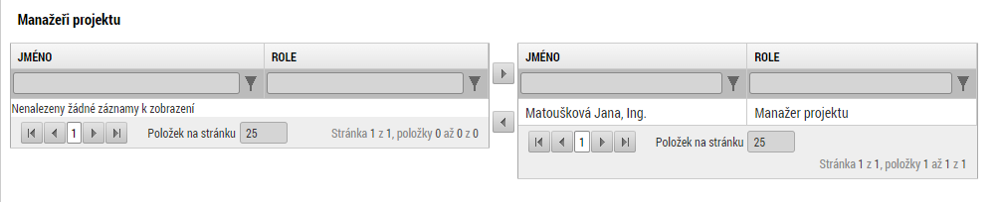 Manažeři projektu
JMÉNO ROLE
Nenalezeny žádné záznamy k zobrazení
1 Položek na stránku 25 Stránka 1 z 1, položky 0 až 0 z 0
JMÉNO ROLE
Matoušková Jana, Ing. Manažer projektu
1 Položek na stránku 25
Stránka 1 z 1, položky 1 až 1 z 1